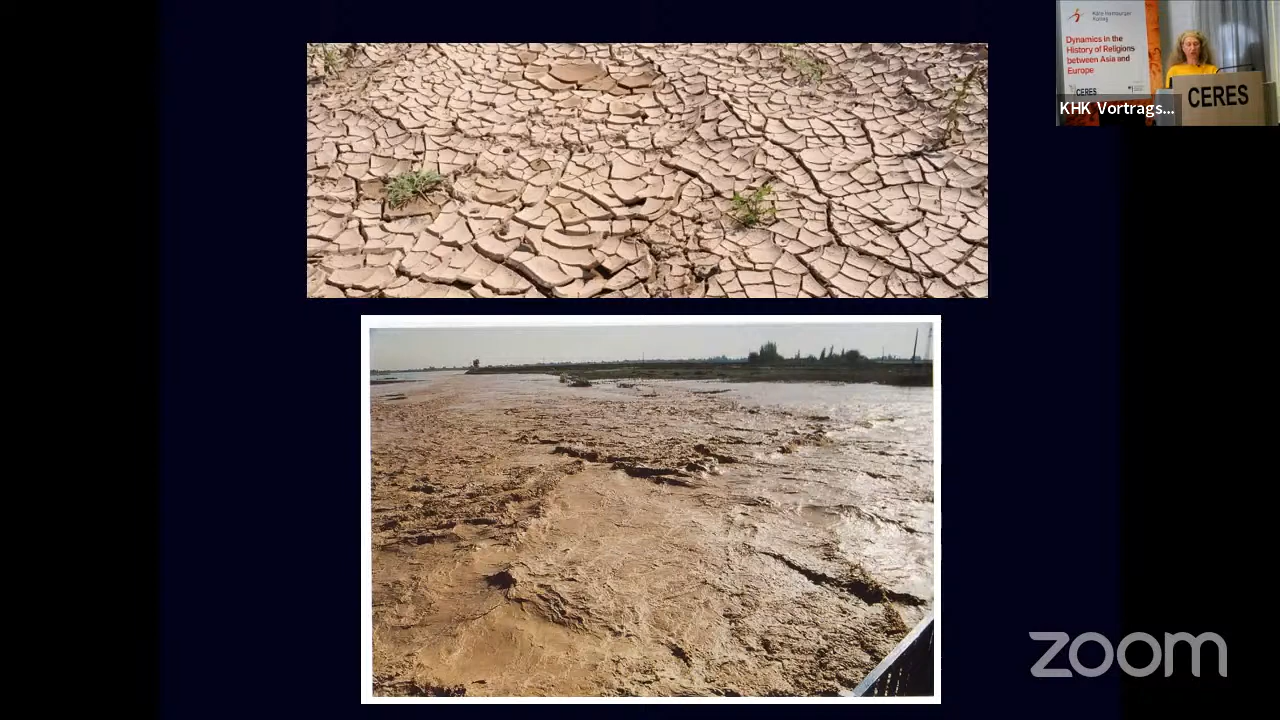 Käte Hamburger
Kolleg
Dynamics in the
History of Religions
between Asia and
Europe
CERES
CERES
KHK Vortrags...
zoom